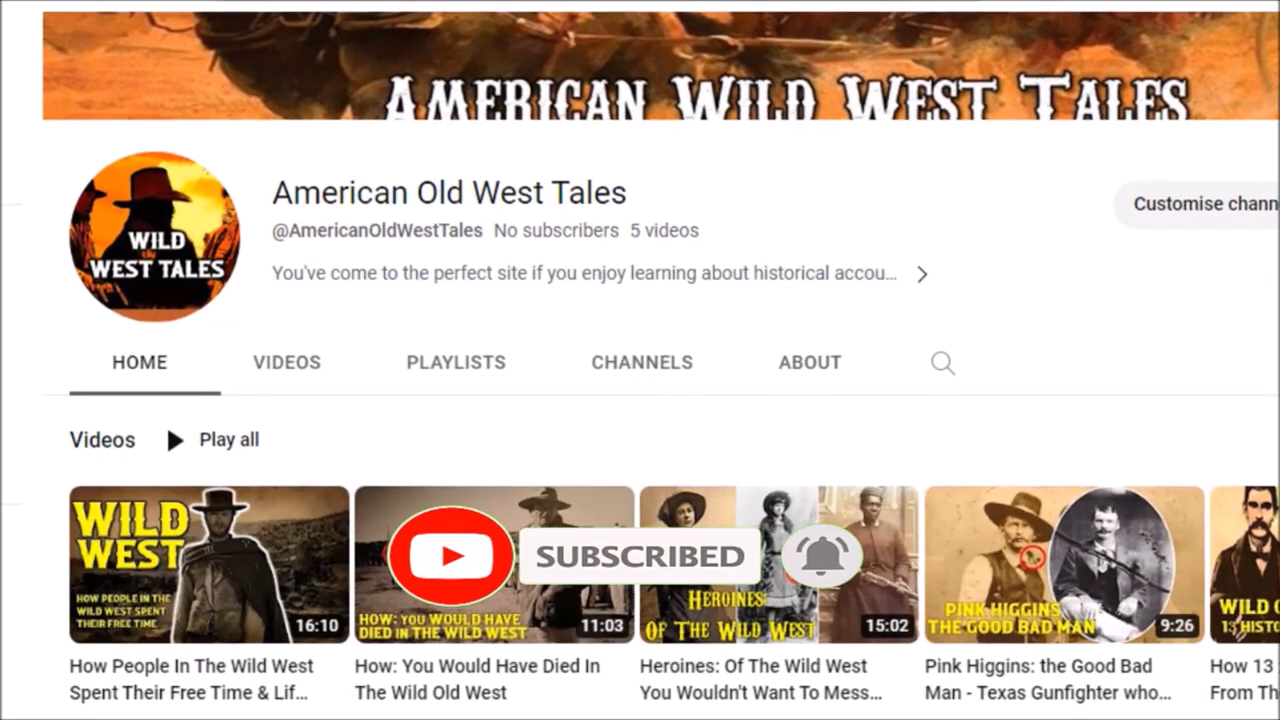 AMERICAN WILD WEST TALES
WILD
WEST TALES
American Old West Tales
@AmericanOldWestTales No subscribers 5 videos
You've come to the perfect site if you enjoy learning about historical accou...
Customise chann
HOME VIDEOS PLAYLISTS CHANNELS ABOUT
Videos Play all
WILD
WEST
HOW PEOPLE IN THE
WILD WEST SPENT
THEIR FREE TIME
16:10
SUBSCRIBED
HOW: YOU WOULD HAVE
DIED IN THE WILD WEST
11:03
HEROINES:
OF THE WILD WEST
15:02
PINK HIGGINS
THE GOOD BAD MAN
9:26
WILD
13 HIST
How People In The Wild West
Spent Their Free Time & Lif...
How: You Would Have Died In
The Wild Old West
Heroines: Of The Wild West
You Wouldn't Want To Mess...
Pink Higgins: the Good Bad
Man - Texas Gunfighter who...
How 13
From Th